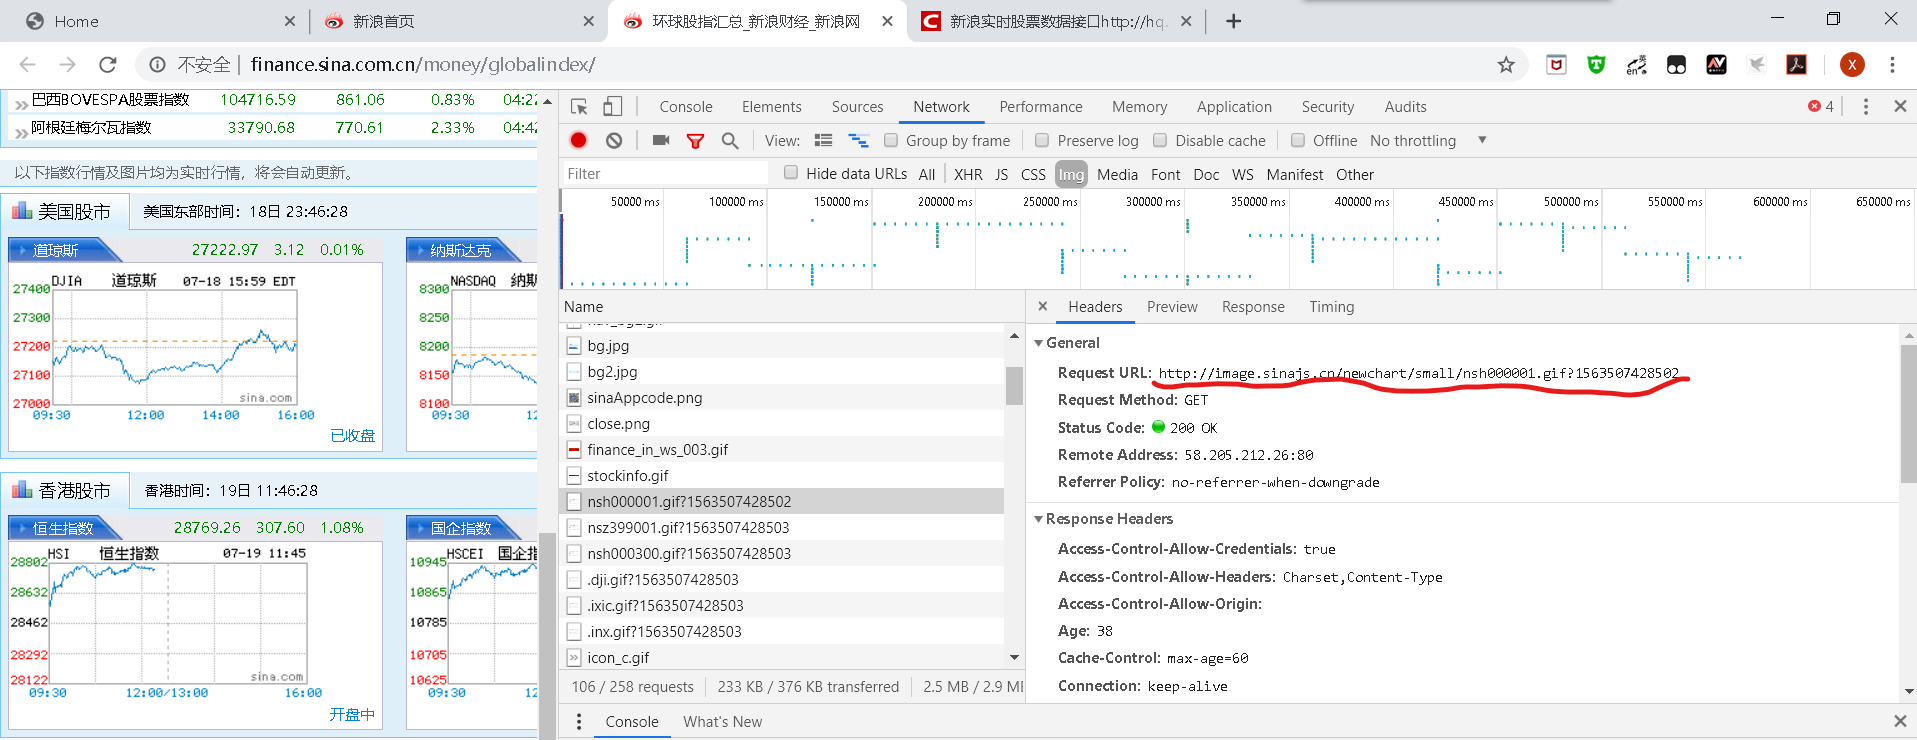 Home
新浪首页
环球股指汇总_新浪财经_新浪网
新浪实时股票数据接口http://hq.
不安全 | finance.sina.com.cn/money/globalindex/
en 英
X
巴西BOVESPA股票指数 104716.59 861.06 0.83% 04:22
阿根廷梅尔瓦指数 33790.68 770.61 2.33% 04:42
以下指数行情及图片均为实时行情，将会自动更新。
美国股市 美国东部时间：18日 23:46:28
道琼斯 27222.97 3.12 0.01%
纳斯达克
DJIA 道琼斯 07-18 15:59 EDT
27400
27300
27200
27100
27000
sina.com
09:30 12:00 14:00 16:00
已收盘
NASDAQ 纳斯
8300
8250
8200
8150
8100
09:30 12
香港股市 香港时间：19日 11:46:28
恒生指数 28769.26 307.60 1.08%
国企指数
HSI 恒生指数 07-19 11:45
28802
28632
28462
28292
28122
sina.com
09:30 12:00/13:00 16:00
开盘中
HSCEI 国企指
10945
10865
10785
10705
10625
09:30 12
Console Elements Sources Network Performance Memory Application Security Audits 4
View: Group by frame Preserve log Disable cache Offline No throttling
Filter Hide data URLs All XHR JS CSS Img Media Font Doc WS Manifest Other
50000 ms 100000 ms 150000 ms 200000 ms 250000 ms 300000 ms 350000 ms 400000 ms 450000 ms 500000 ms 550000 ms 600000 ms 650000 ms
Name
bg.jpg
bg2.jpg
sinaAppcode.png
close.png
finance_in_ws_003.gif
stockinfo.gif
nsh000001.gif?1563507428502
nsz399001.gif?1563507428503
nsh000300.gif?1563507428503
.dji.gif?1563507428503
.ixic.gif?1563507428503
.inx.gif?1563507428503
icon_c.gif
106 / 258 requests 233 KB / 376 KB transferred 2.5 MB / 2.9 MI
Headers Preview Response Timing
General
Request URL: http://image.sinajs.cn/newchart/small/nsh000001.gif?1563507428502
Request Method: GET
Status Code: 200 OK
Remote Address: 58.205.212.26:80
Referrer Policy: no-referrer-when-downgrade
Response Headers
Access-Control-Allow-Credentials: true
Access-Control-Allow-Headers: Charset,Content-Type
Access-Control-Allow-Origin:
Age: 38
Cache-Control: max-age=60
Connection: keep-alive
Console What's New